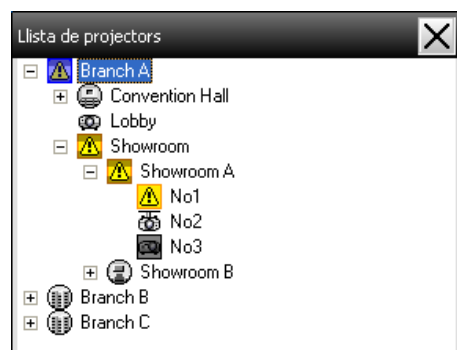 Llista de projectors
Branch A
Convention Hall
Lobby
Showroom
Showroom A
No1
No2
No3
Showroom B
Branch B
Branch C